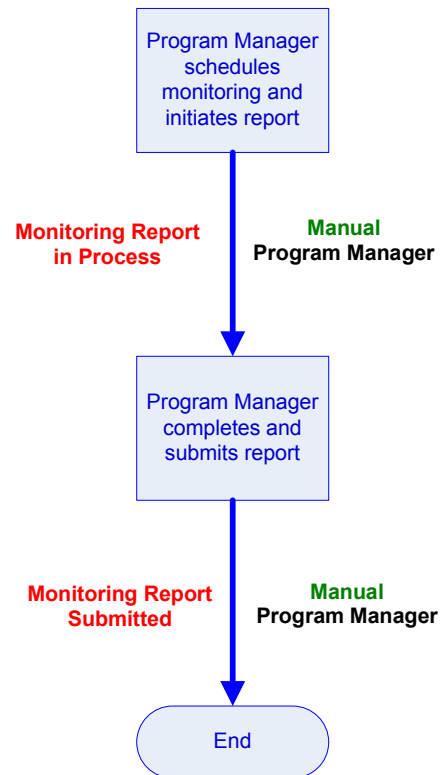 Program Manager
schedules
monitoring and
initiates report
Monitoring Report
in Process
Manual
Program Manager
Program Manager
completes and
submits report
Monitoring Report
Submitted
Manual
Program Manager
End